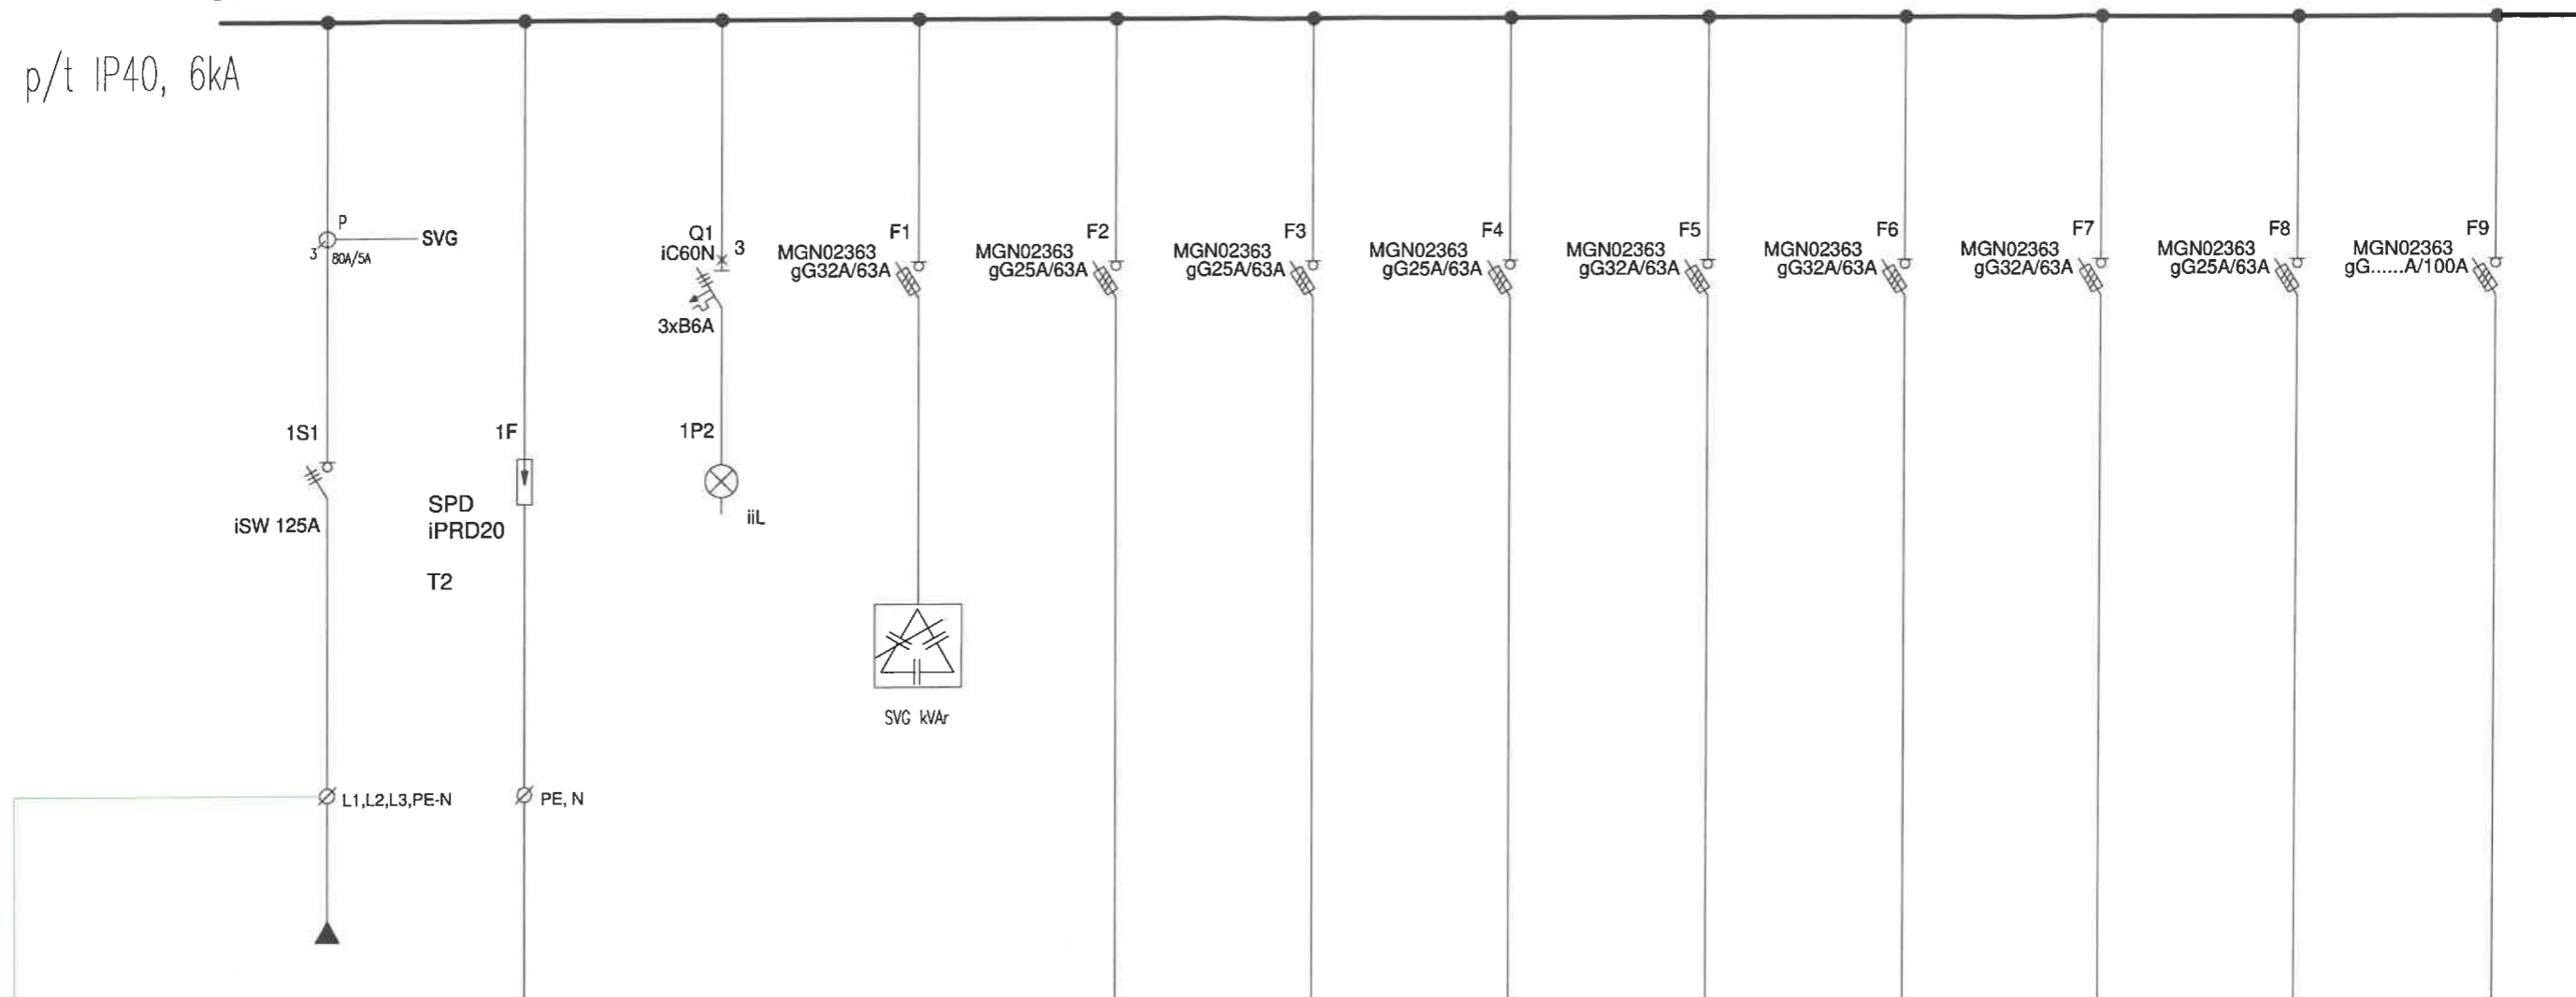 p/t IP40, 6kA
P
SVG
3
80A/5A
1S1
iSW 125A
L1,L2,L3,PE-N
1F
SPD
iPRD20
T2
PE, N
Q1
iC60N
3
3xB6A
1P2
iiL
F1
MGN02363
gG32A/63A
SVG kVAr
F2
MGN02363
gG25A/63A
F3
MGN02363
gG25A/63A
F4
MGN02363
gG25A/63A
F5
MGN02363
gG32A/63A
F6
MGN02363
gG32A/63A
F7
MGN02363
gG32A/63A
F8
MGN02363
gG25A/63A
F9
MGN02363
gG......A/100A